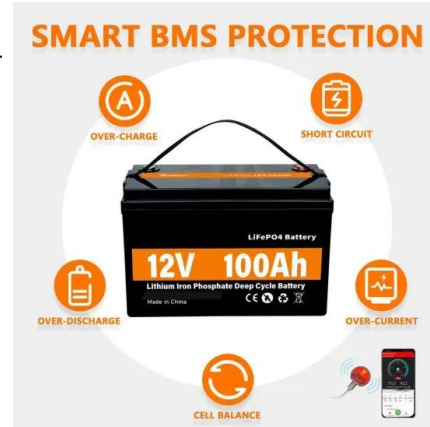 SMART BMS PROTECTION
OVER-CHARGE
SHORT CIRCUIT
LiFePO4 Battery
12V 100Ah
Lithium Iron Phosphate Deep Cycle Battery
Made in China
CE
OVER-DISCHARGE
OVER-CURRENT
CELL BALANCE